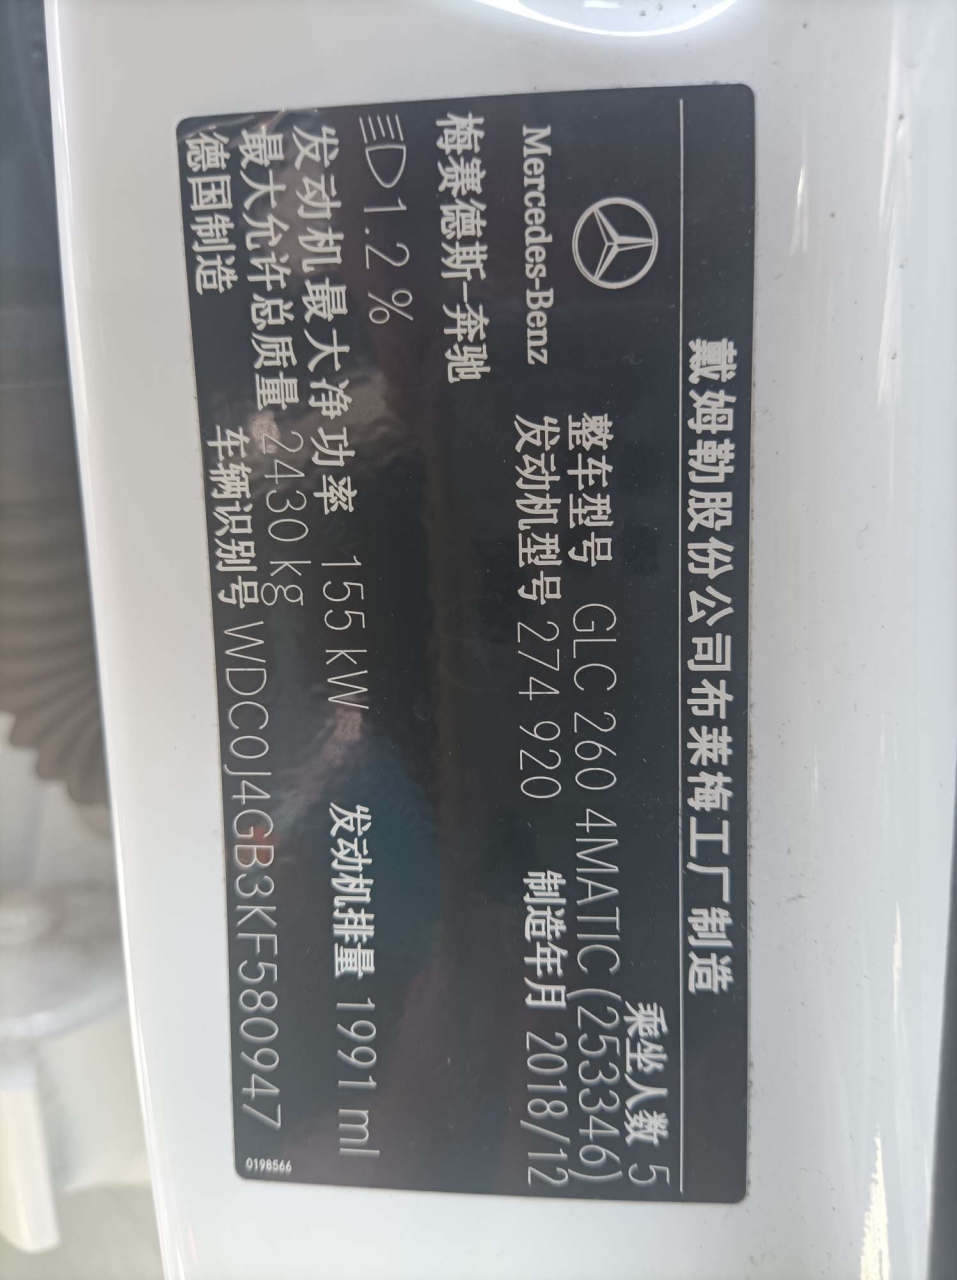 戴姆勒股份公司布莱梅工厂制造
乘坐人数 5
Mercedes-Benz
整车型号 GLC 260 4MATIC (253346)
发动机型号 274 920
制造年月 2018/12
梅赛德斯-奔驰
1.2 %
发动机最大净功率 155 kW
发动机排量 1991 ml
最大允许总质量 2430 kg
德国制造
车辆识别号 WDC0J4GB3KF580947
0198566